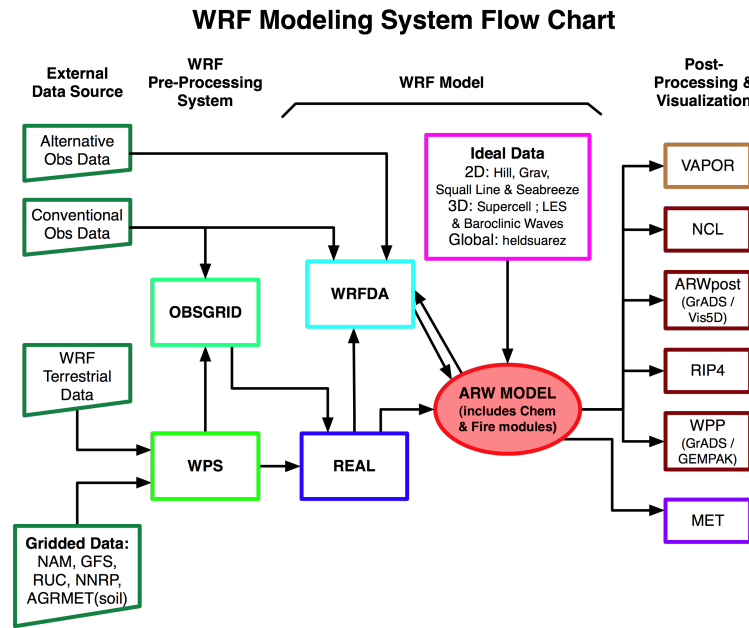 WRF Modeling System Flow Chart
External
Data Source
WRF
Pre-Processing
System
WRF Model
Post-
Processing &
Visualization
Alternative
Obs Data
Conventional
Obs Data
WRF
Terrestrial
Data
Gridded Data:
NAM, GFS,
RUC, NNRP,
AGRMET(soil)
OBSGRID
WPS
WRFDA
REAL
Ideal Data
2D: Hill, Grav,
Squall Line & Seabreeze
3D: Supercell ; LES
& Baroclinic Waves
Global: heldsuarez
ARW MODEL
(includes Chem
& Fire modules)
VAPOR
NCL
ARWpost
(GrADS /
Vis5D)
RIP4
WPP
(GrADS /
GEMPAK)
MET